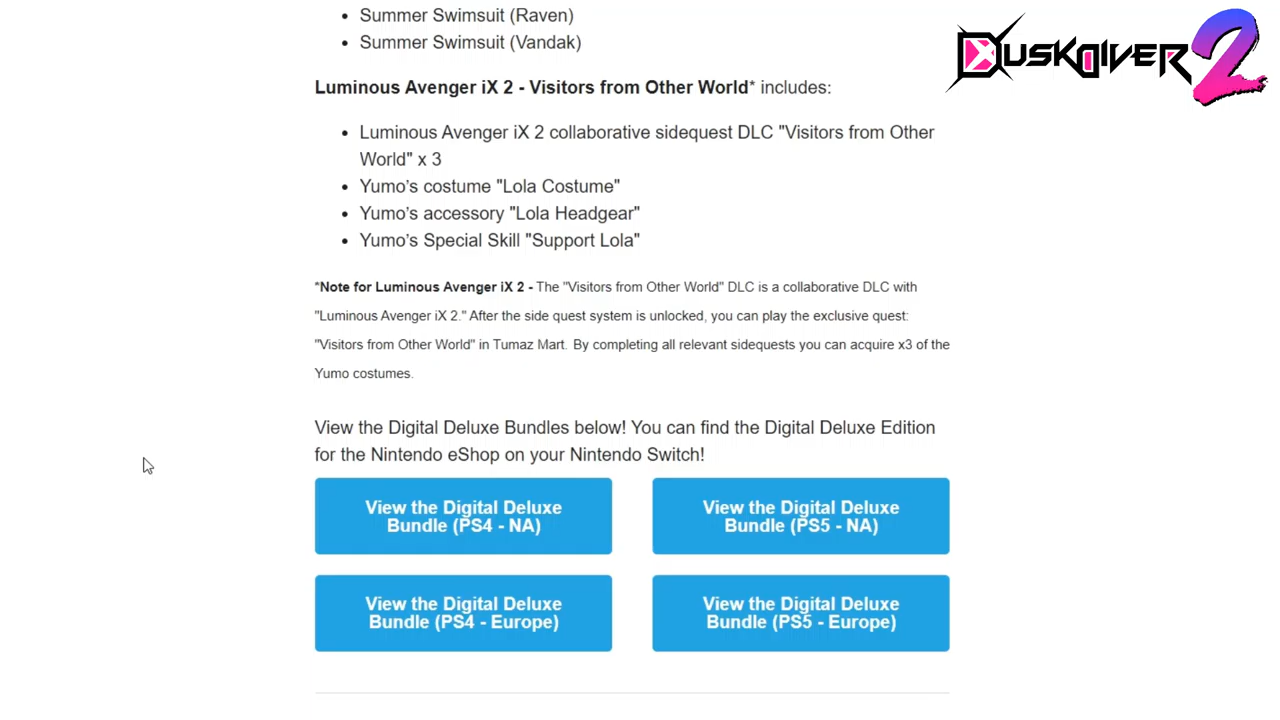 Summer Swimsuit (Raven)
Summer Swimsuit (Vandak)
DUSKDIVER 2
Luminous Avenger iX 2 - Visitors from Other World* includes:
Luminous Avenger iX 2 collaborative sidequest DLC "Visitors from Other
World" x 3
Yumo’s costume "Lola Costume"
Yumo’s accessory "Lola Headgear"
Yumo’s Special Skill "Support Lola"
*Note for Luminous Avenger iX 2 - The "Visitors from Other World" DLC is a collaborative DLC with
"Luminous Avenger iX 2." After the side quest system is unlocked, you can play the exclusive quest:
"Visitors from Other World" in Tumaz Mart. By completing all relevant sidequests you can acquire x3 of the
Yumo costumes.
View the Digital Deluxe Bundles below! You can find the Digital Deluxe Edition
for the Nintendo eShop on your Nintendo Switch!
View the Digital Deluxe
Bundle (PS4 - NA)
View the Digital Deluxe
Bundle (PS5 - NA)
View the Digital Deluxe
Bundle (PS4 - Europe)
View the Digital Deluxe
Bundle (PS5 - Europe)